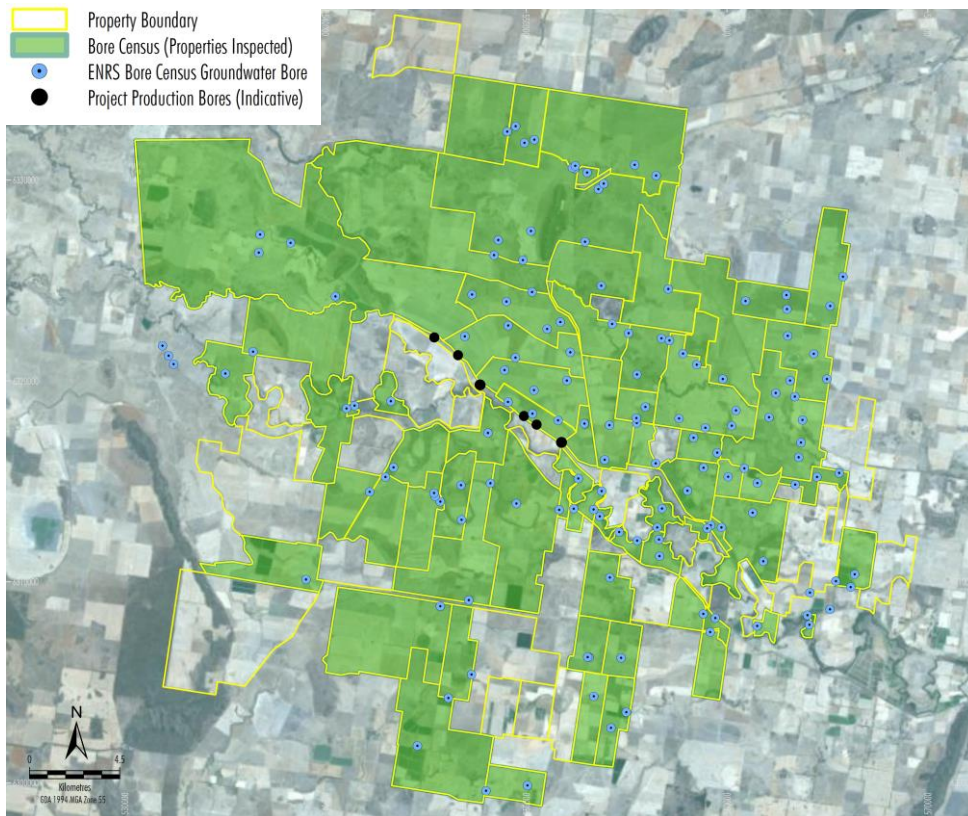 Property Boundary
Bore Census (Properties Inspected)
ENRS Bore Census Groundwater Bore
Project Production Bores (Indicative)
N
0 4.5
Kilometres
GDA 1994 MGA Zone 55